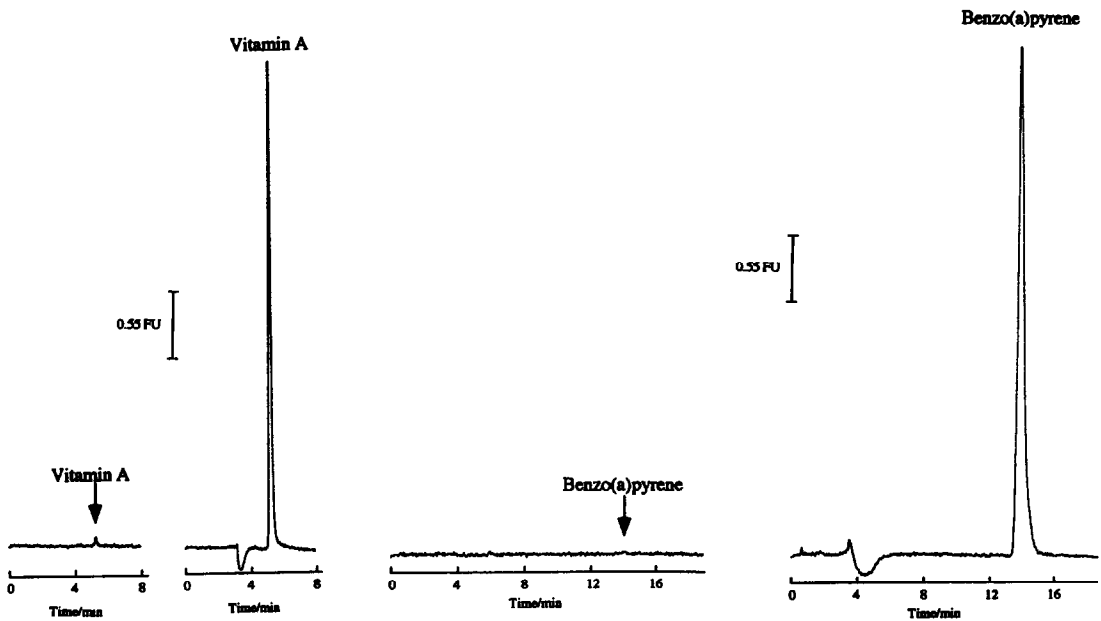 Benzo(a)pyrene
Vitamin A
0.55 FU
0.55 FU
Vitamin A
Benzo(a)pyrene
0 4 8
Time/min
0 4 8
Time/min
0 4 8 12 16
Time/min
0 4 8 12 16
Time/min